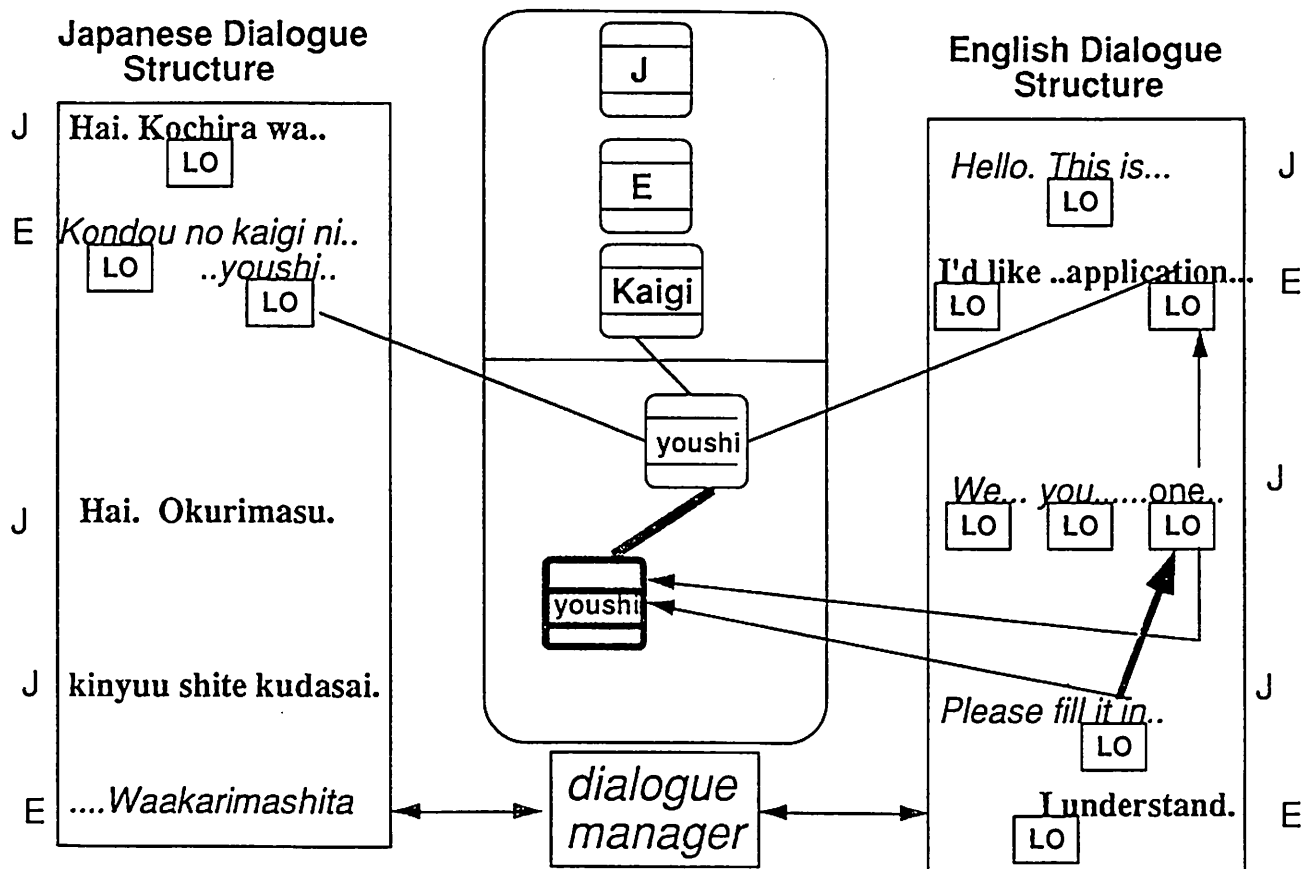 Japanese Dialogue
Structure
J
Hai. Kochira wa..
LO
E
Kondou no kaigi ni..
LO
..youshi..
LO
J
Hai. Okurimasu.
J
kinyuu shite kudasai.
E
....Waakarimashita
J
E
Kaigi
youshi
youshi
dialogue
manager
English Dialogue
Structure
Hello. This is...
J
LO
I'd like ..application...
E
LO
LO
We... you......one..
J
LO
LO
LO
Please fill it in..
J
LO
I understand.
E
LO